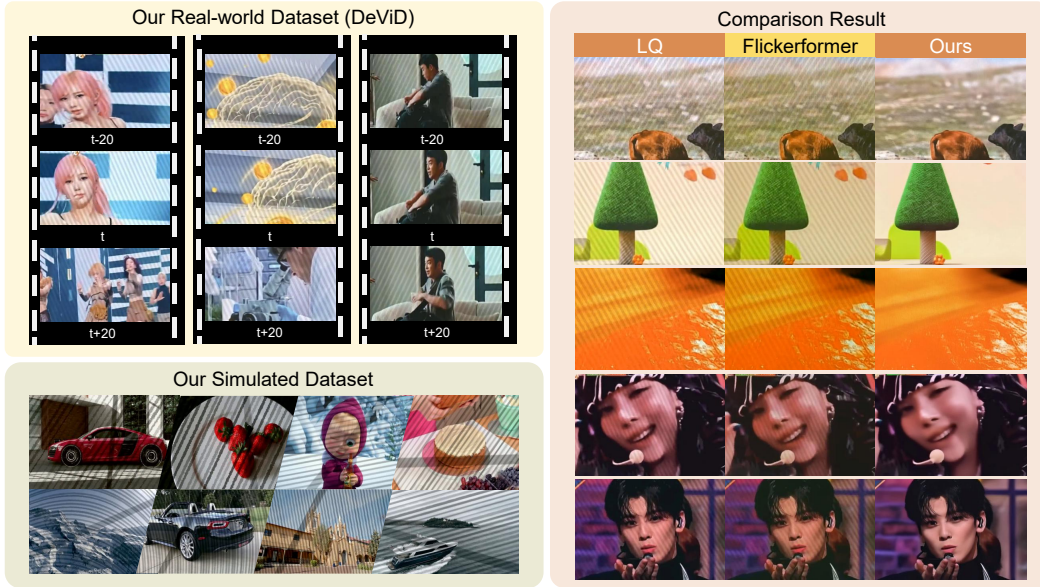 Our Real-world Dataset (DeViD)
t-20 t-20 t-20
t t t
t+20 t+20 t+20
Our Simulated Dataset
Comparison Result
LQ Flickerformer Ours